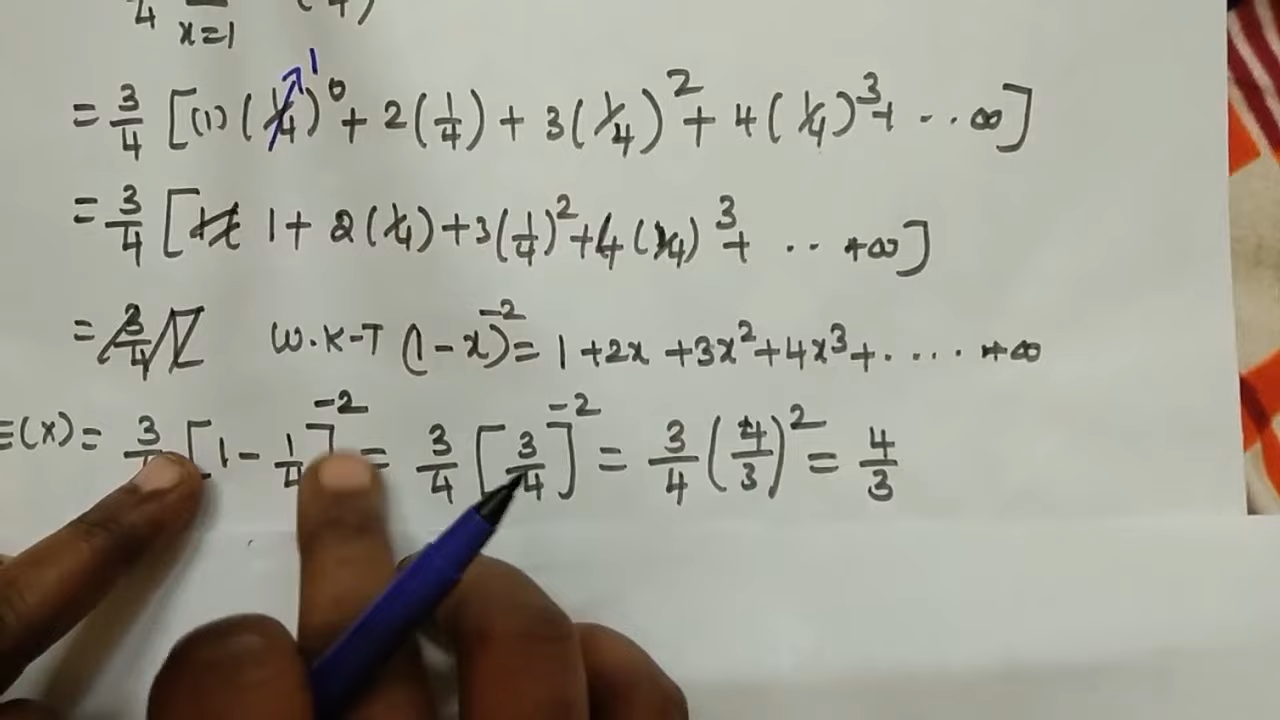 4 x=1 (4)
= 3/4 [(1) (1/4)^0 1 + 2(1/4) + 3(1/4)^2 + 4(1/4)^3 + ... ∞]
= 3/4 [1 + 2(1/4) + 3(1/4)^2 + 4(1/4)^3 + .. +∞]
= 3/4 [ W.K.T (1-x)^-2 = 1 + 2x + 3x^2 + 4x^3 + .... +∞
E(x) = 3/4 [1 - 1/4]^-2 = 3/4 [3/4]^-2 = 3/4 (4/3)^2 = 4/3